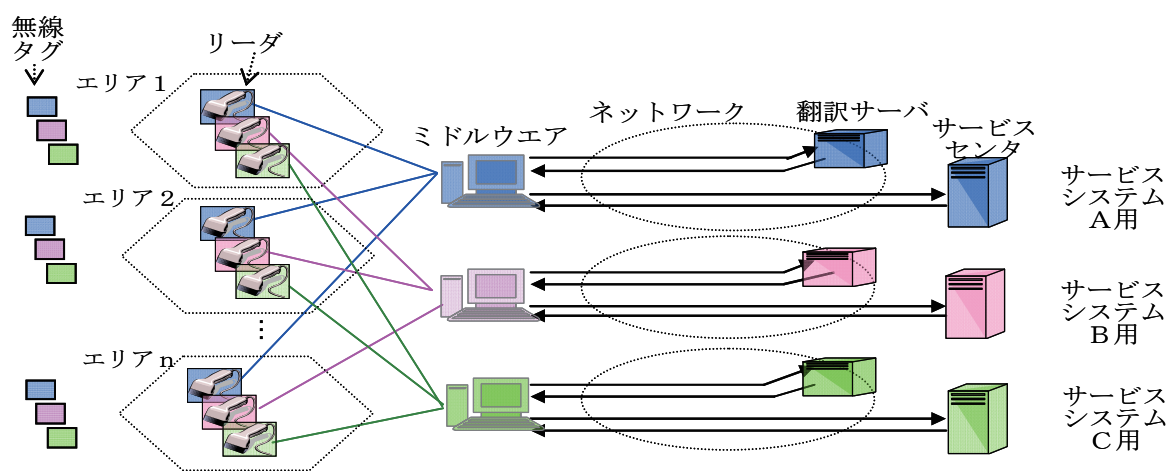 無線
タグ
リーダ
エリア１
ミドルウエア
ネットワーク
翻訳サーバ
サービス
センタ
サービス
システム
Ａ用
エリア２
サービス
システム
Ｂ用
⋮
エリアｎ
サービス
システム
Ｃ用